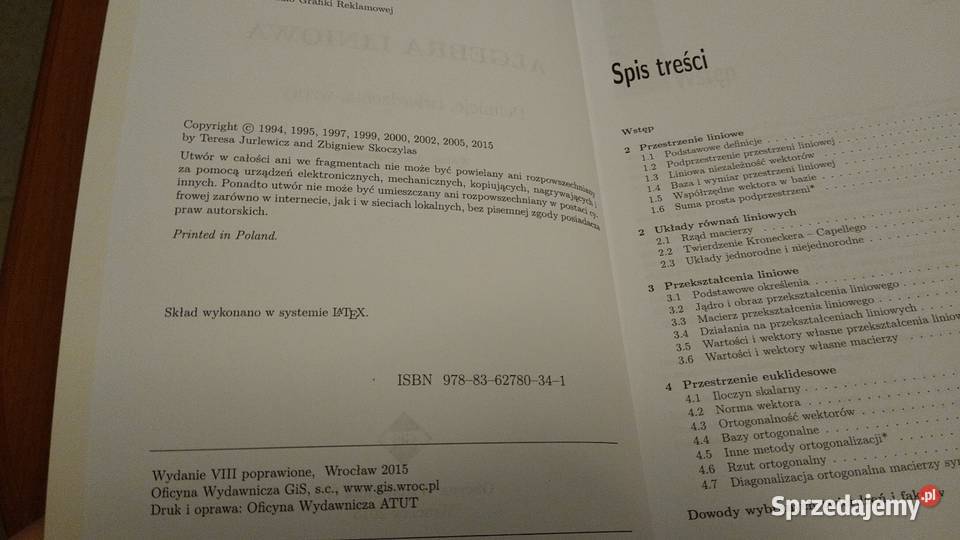 Grafiki Reklamowej
Copyright © 1994, 1995, 1997, 1999, 2000, 2002, 2005, 2015
by Teresa Jurlewicz and Zbigniew Skoczylas
Utwór w całości ani we fragmentach nie może być powielany ani rozpowszechniany
za pomocą urządzeń elektronicznych, mechanicznych, kopiujących, nagrywających i
innych. Ponadto utwór nie może być umieszczany ani rozpowszechniany w postaci cy-
frowej zarówno w internecie, jak i w sieciach lokalnych, bez pisemnej zgody posiadacza
praw autorskich.
Printed in Poland.
Skład wykonano w systemie LATEX.
ISBN 978–83–62780–34–1
Wydanie VIII poprawione, Wrocław 2015
Oficyna Wydawnicza GiS, s.c., www.gis.wroc.pl
Druk i oprawa: Oficyna Wydawnicza ATUT
Spis treści
Wstęp
2 Przestrzenie liniowe
1.1 Podstawowe definicje
1.2 Podprzestrzenie przestrzeni liniowej
1.3 Liniowa niezależność wektorów
1.4 Baza i wymiar przestrzeni liniowej
1.5 Współrzędne wektora w bazie
1.6 Suma prosta podprzestrzeni*
2 Układy równań liniowych
2.1 Rząd macierzy
2.2 Twierdzenie Kroneckera – Capellego
2.3 Układy jednorodne i niejednorodne
3 Przekształcenia liniowe
3.1 Podstawowe określenia
3.2 Jądro i obraz przekształcenia liniowego
3.3 Macierz przekształcenia liniowego
3.4 Działania na przekształceniach liniowych
3.5 Wartości i wektory własne przekształcenia liniow
3.6 Wartości i wektory własne macierzy
4 Przestrzenie euklidesowe
4.1 Iloczyn skalarny
4.2 Norma wektora
4.3 Ortogonalność wektorów
4.4 Bazy ortogonalne
4.5 Inne metody ortogonalizacji*
4.6 Rzut ortogonalny
4.7 Diagonalizacja ortogonalna macierzy sym
Dowody i faktów
Sprzedajemy.pl